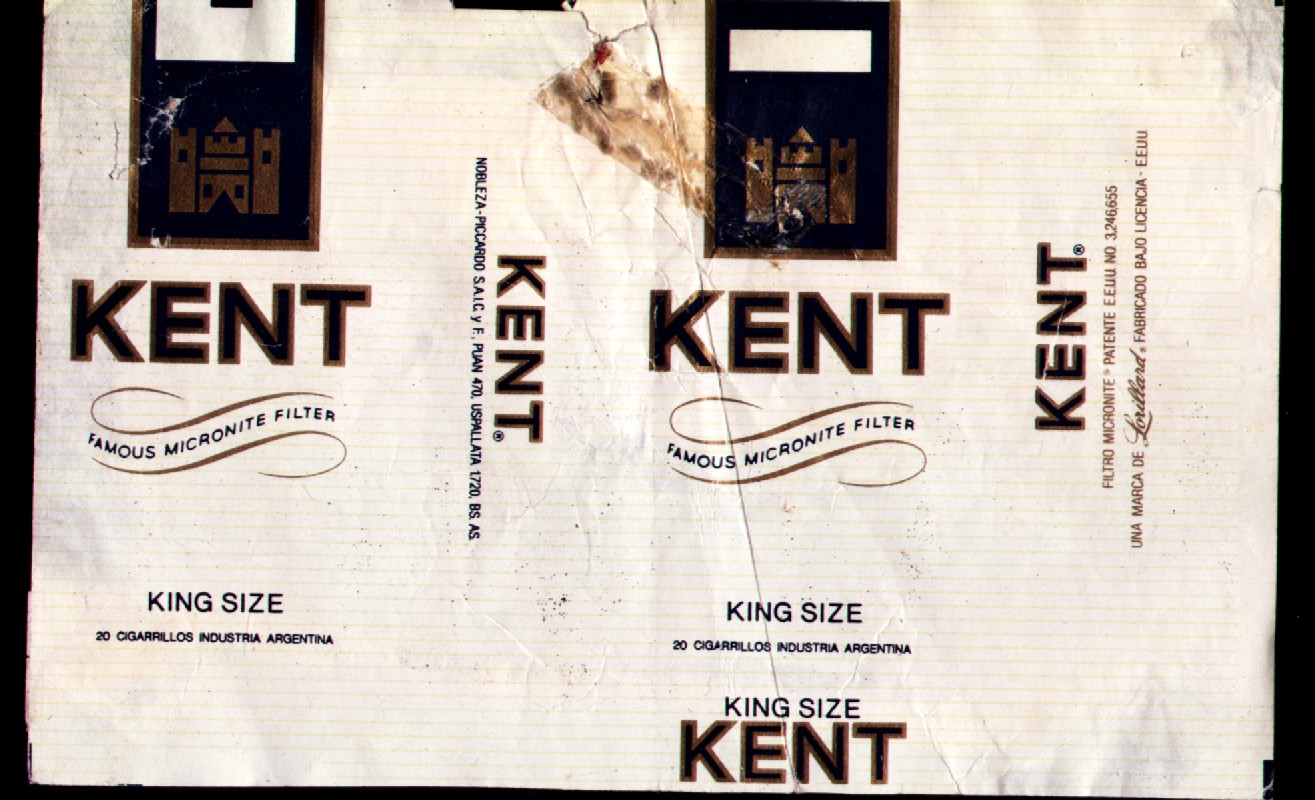 KENT
FAMOUS MICRONITE FILTER
KING SIZE
20 CIGARRILLOS INDUSTRIA ARGENTINA
KENT®
NOBLEZA-PICCARDO S.A.I.C. y F., PUAN 470, USPALLATA 1720, BS. AS.
KENT
FAMOUS MICRONITE FILTER
KING SIZE
20 CIGARRILLOS INDUSTRIA ARGENTINA
KING SIZE
KENT
KENT®
FILTRO MICRONITE® PATENTE EE.UU. NO 3,246,655
UNA MARCA DE Lorillard® FABRICADO BAJO LICENCIA - EE.UU.